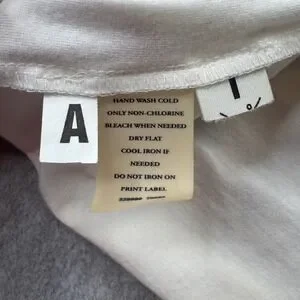 A
HAND WASH COLD
ONLY NON-CHLORINE
BLEACH WHEN NEEDED
DRY FLAT
COOL IRON IF
NEEDED
DO NOT IRON ON
PRINT LABEL